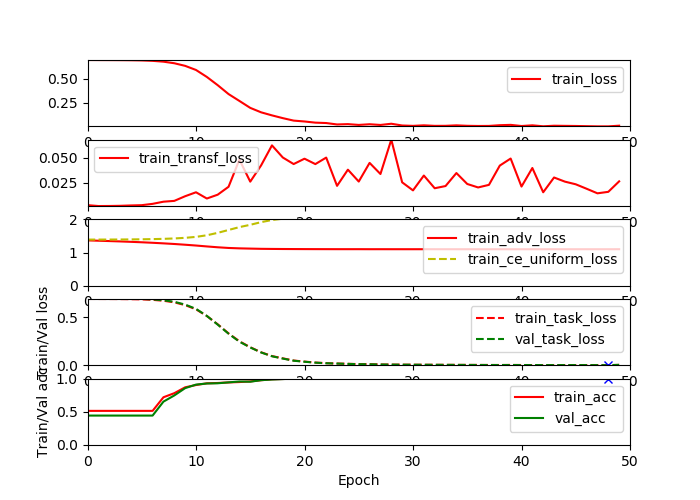 0.50
0.25
train_loss
0 10 20 30 40 50
0.050
0.025
train_transf_loss
0 10 20 30 40 50
2
1
0
train_adv_loss
train_ce_uniform_loss
0 10 20 30 40 50
Train/Val loss
0.5
0.0
train_task_loss
val_task_loss
0 10 20 30 40 50
Train/Val acc
1.0
0.5
0.0
train_acc
val_acc
0 10 20 30 40 50
Epoch